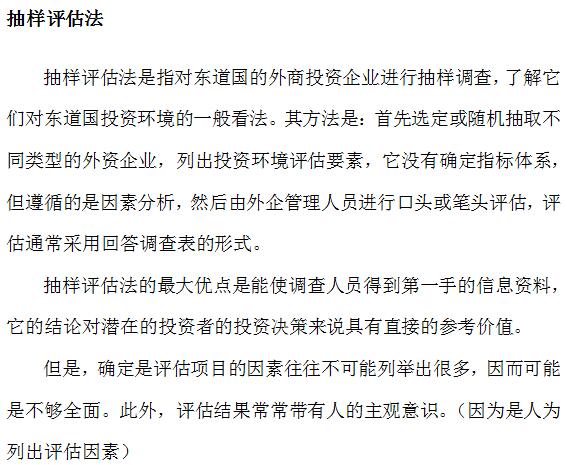 抽样评估法
抽样评估法是指对东道国的外商投资企业进行抽样调查，了解它
们对东道国投资环境的一般看法。其方法是：首先选定或随机抽取不
同类型的外资企业，列出投资环境评估要素，它没有确定指标体系，
但遵循的是因素分析，然后由外企管理人员进行口头或笔头评估，评
估通常采用回答调查表的形式。
抽样评估法的最大优点是能使调查人员得到第一手的信息资料，
它的结论对潜在的投资者的投资决策来说具有直接的参考价值。
但是，确定是评估项目的因素往往不可能列举出很多，因而可能
是不够全面。此外，评估结果常常带有人的主观意识。（因为是人为
列出评估因素）